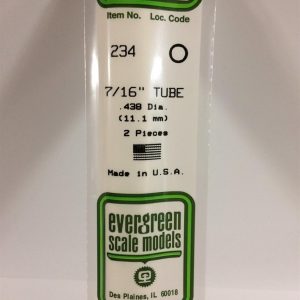 Item No. Loc. Code
234 O
7/16" TUBE
.438 Dia.
(11.1 mm)
2 Pieces
Made in U.S.A.
evergreen
scale models
Des Plaines, IL 60018